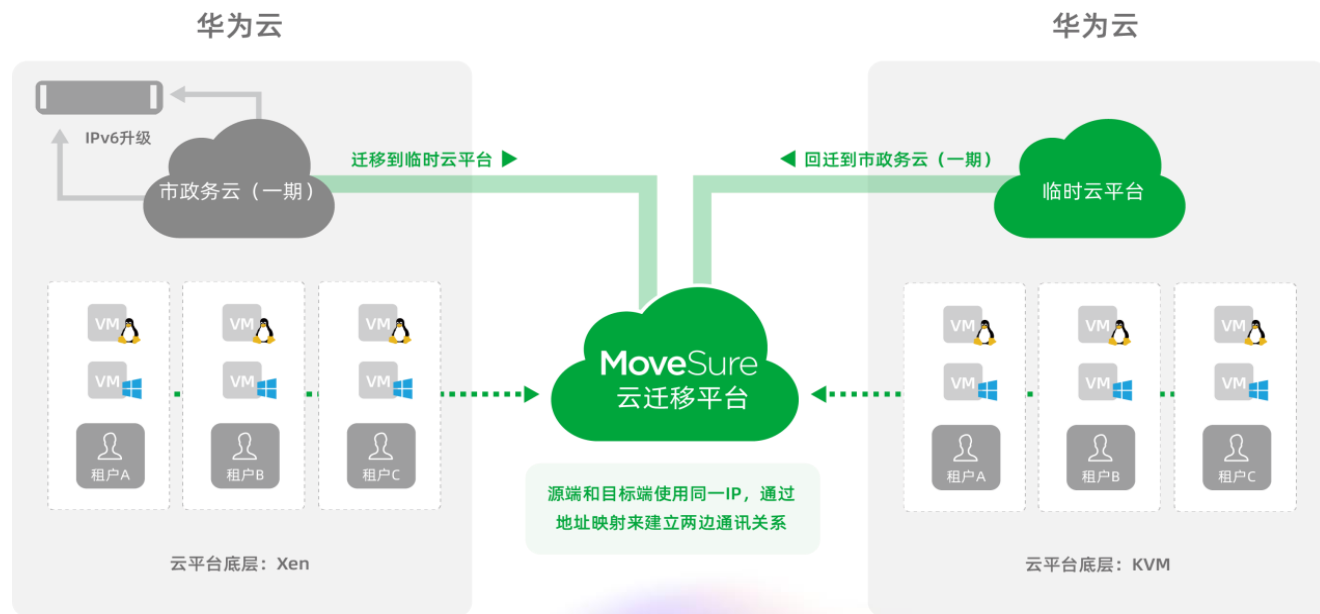 华为云
华为云
IPv6升级
市政务云（一期）
迁移到临时云平台
回迁到市政务云（一期）
临时云平台
VM
VM
VM
VM
VM
VM
租户A
租户B
租户C
云平台底层：Xen
MoveSure
云迁移平台
源端和目标端使用同一IP，通过
地址映射来建立两边通讯关系
VM
VM
VM
VM
VM
VM
租户A
租户B
租户C
云平台底层：KVM